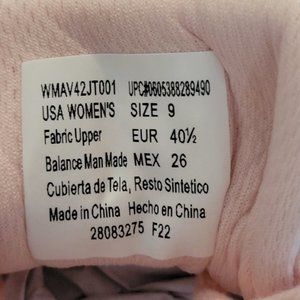 WMAV42JT001 UPC#0605388289490
USA WOMEN'S SIZE 9
Fabric Upper EUR 40½
Balance Man Made MEX 26
Cubierta de Tela, Resto Sintetico
Made in China Hecho en China
28083275 F22